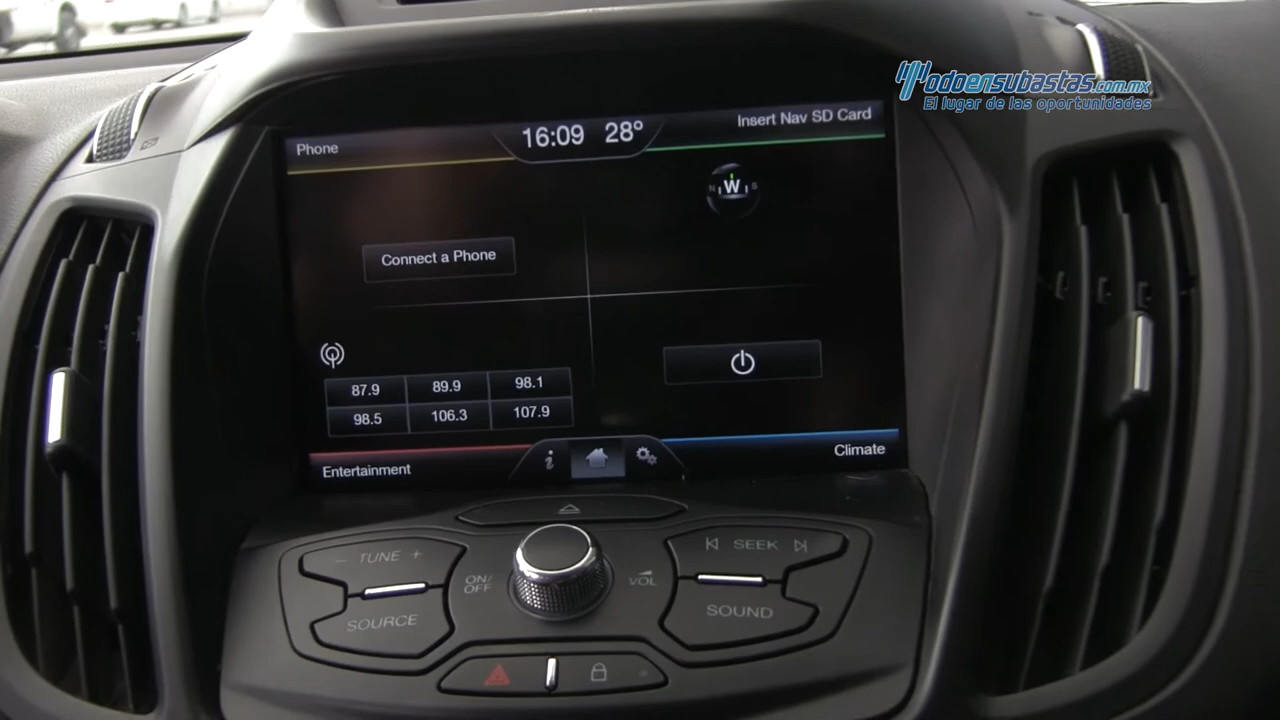 todoensubastas.com.mx
El lugar de las oportunidades
Phone
16:09 28°
Insert Nav SD Card
N W S
Connect a Phone
87.9 89.9 98.1
98.5 106.3 107.9
Entertainment
i
Climate
- TUNE +
SEEK
ON/
OFF
VOL
SOURCE
SOUND